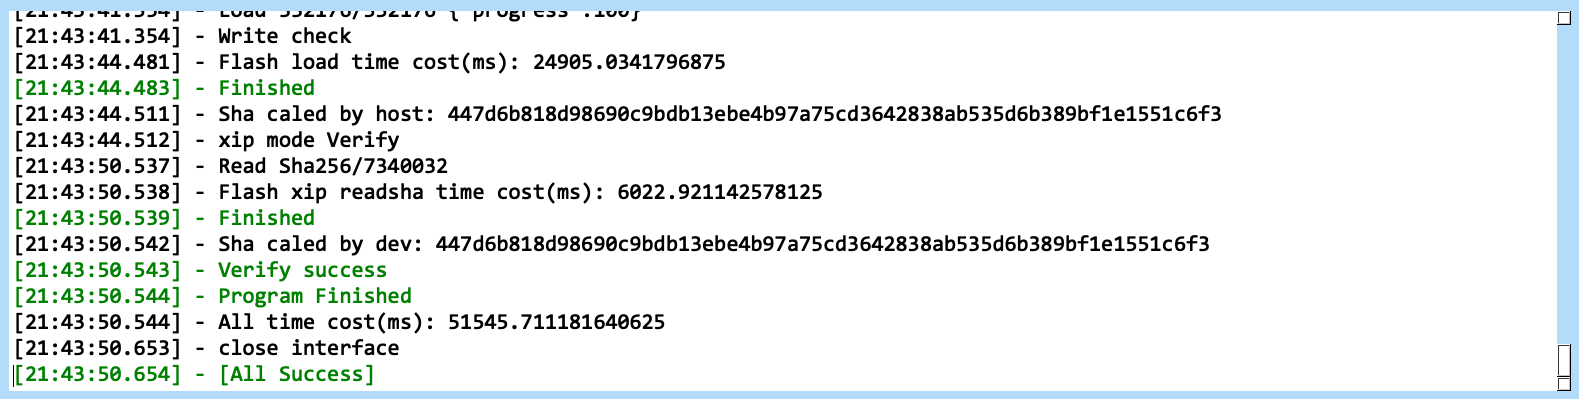 [21:43:41.354] - Load 552176/552176 {"progress":100}
[21:43:41.354] - Write check
[21:43:44.481] - Flash load time cost(ms): 24905.0341796875
[21:43:44.483] - Finished
[21:43:44.511] - Sha caled by host: 447d6b818d98690c9bdb13ebe4b97a75cd3642838ab535d6b389bf1e1551c6f3
[21:43:44.512] - xip mode Verify
[21:43:50.537] - Read Sha256/7340032
[21:43:50.538] - Flash xip readsha time cost(ms): 6022.921142578125
[21:43:50.539] - Finished
[21:43:50.542] - Sha caled by dev: 447d6b818d98690c9bdb13ebe4b97a75cd3642838ab535d6b389bf1e1551c6f3
[21:43:50.543] - Verify success
[21:43:50.544] - Program Finished
[21:43:50.544] - All time cost(ms): 51545.711181640625
[21:43:50.653] - close interface
[21:43:50.654] - [All Success]